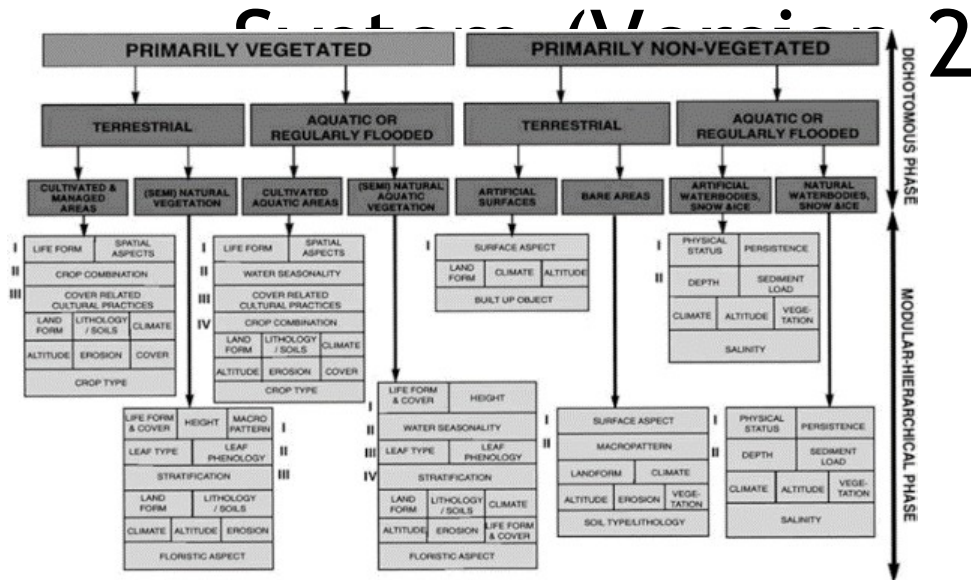 System (Version 2
PRIMARILY VEGETATED
PRIMARILY NON-VEGETATED
TERRESTRIAL
AQUATIC OR
REGULARLY FLOODED
TERRESTRIAL
AQUATIC OR
REGULARLY FLOODED
CULTIVATED &
MANAGED
AREAS
(SEMI) NATURAL
VEGETATION
CULTIVATED
AQUATIC AREAS
(SEMI) NATURAL
AQUATIC
VEGETATION
ARTIFICIAL
SURFACES
BARE AREAS
ARTIFICIAL
WATERBODIES,
SNOW &ICE
NATURAL
WATERBODIES,
SNOW &ICE
DICHOTOMOUS PHASE
MODULAR-HIERARCHICAL PHASE
I
LIFE FORM
SPATIAL
ASPECTS
II
CROP COMBINATION
III
COVER RELATED
CULTURAL PRACTICES
LAND
FORM
LITHOLOGY
/ SOILS
CLIMATE
ALTITUDE
EROSION
COVER
CROP TYPE
LIFE FORM
& COVER
HEIGHT
MACRO
PATTERN
I
LEAF TYPE
LEAF
PHENOLOGY
II
STRATIFICATION
III
LAND
FORM
LITHOLOGY
/ SOILS
CLIMATE
ALTITUDE
EROSION
FLORISTIC ASPECT
I
LIFE FORM
SPATIAL
ASPECTS
II
WATER SEASONALITY
III
COVER RELATED
CULTURAL PRACTICES
IV
CROP COMBINATION
LAND
FORM
LITHOLOGY
/ SOILS
CLIMATE
ALTITUDE
EROSION
COVER
CROP TYPE
I
LIFE FORM
& COVER
HEIGHT
II
WATER SEASONALITY
III
LEAF TYPE
LEAF
PHENOLOGY
IV
STRATIFICATION
LAND
FORM
LITHOLOGY
/ SOILS
CLIMATE
ALTITUDE
EROSION
LIFE FORM
& COVER
FLORISTIC ASPECT
I
SURFACE ASPECT
LAND
FORM
CLIMATE
ALTITUDE
BUILT UP OBJECT
I
SURFACE ASPECT
II
MACROPATTERN
LANDFORM
CLIMATE
ALTITUDE
EROSION
VEGE-
TATION
SOIL TYPE/LITHOLOGY
I
PHYSICAL
STATUS
PERSISTENCE
II
DEPTH
SEDIMENT
LOAD
CLIMATE
ALTITUDE
VEGE-
TATION
SALINITY
I
PHYSICAL
STATUS
PERSISTENCE
II
DEPTH
SEDIMENT
LOAD
CLIMATE
ALTITUDE
VEGE-
TATION
SALINITY